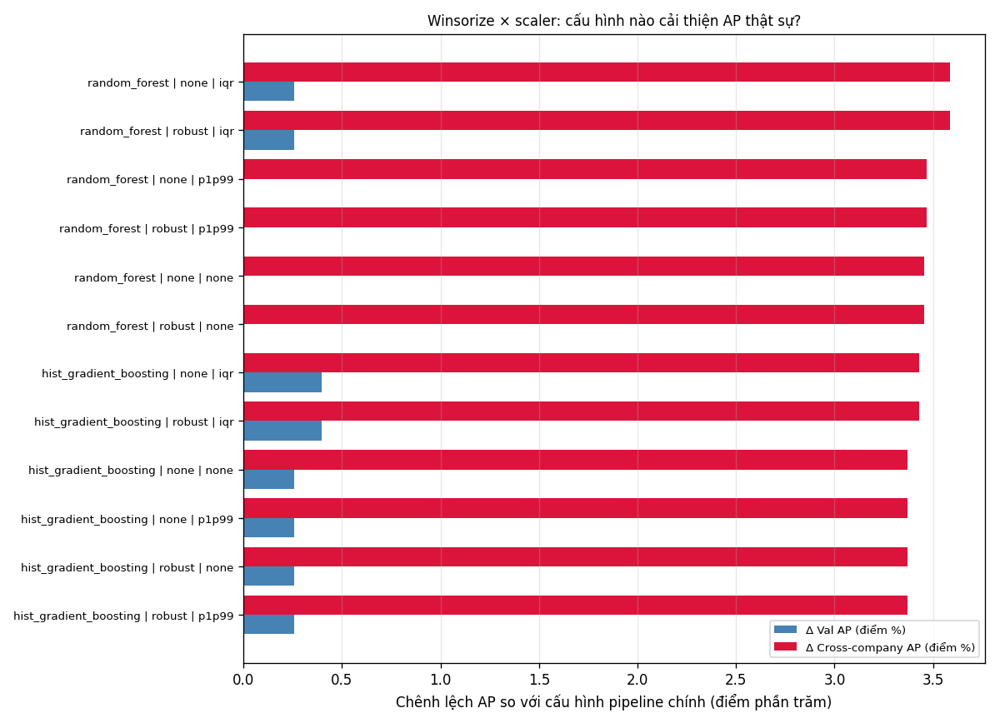 Winsorize × scaler: cấu hình nào cải thiện AP thật sự?
random_forest | none | iqr
random_forest | robust | iqr
random_forest | none | p1p99
random_forest | robust | p1p99
random_forest | none | none
random_forest | robust | none
hist_gradient_boosting | none | iqr
hist_gradient_boosting | robust | iqr
hist_gradient_boosting | none | none
hist_gradient_boosting | none | p1p99
hist_gradient_boosting | robust | none
hist_gradient_boosting | robust | p1p99
Δ Val AP (điểm %)
Δ Cross-company AP (điểm %)
0.0 0.5 1.0 1.5 2.0 2.5 3.0 3.5
Chênh lệch AP so với cấu hình pipeline chính (điểm phần trăm)